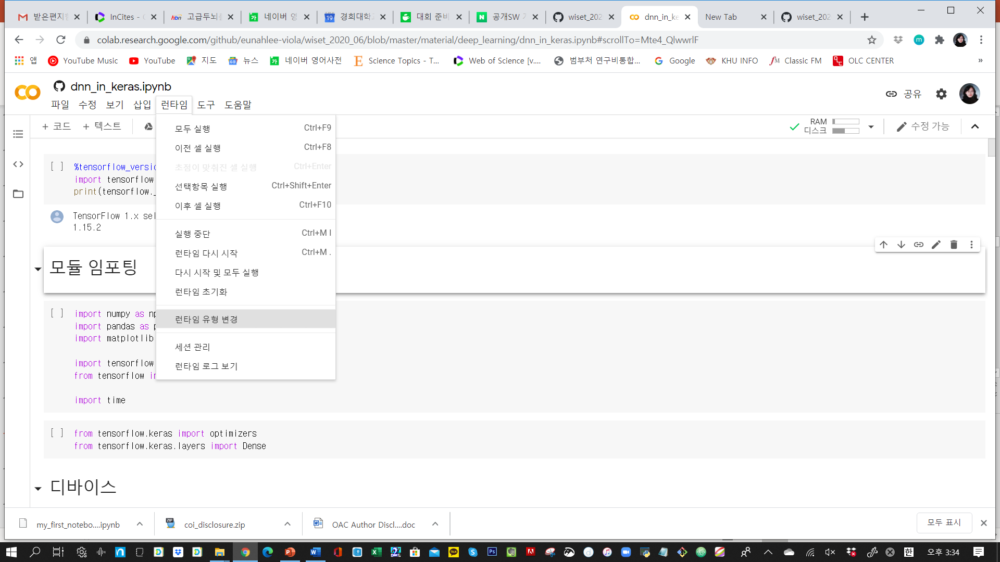 받은편지함
InCites - C
hbn 고급두뇌를
네이버 영
19 경희대학교
대회 준비
공개SW 기
wiset_202
dnn_in_ke
New Tab
wiset_202
colab.research.google.com/github/eunahlee-viola/wiset_2020_06/blob/master/material/deep_learning/dnn_in_keras.ipynb#scrollTo=Mte4_QlwwrlF
m
앱
YouTube Music
YouTube
지도
뉴스
네이버 영어사전
Science Topics - T...
Web of Science [v....
범부처 연구비통합...
Google
KHU INFO
Classic FM
OLC CENTER
»
dnn_in_keras.ipynb
공유
파일 수정 보기 삽입 런타임 도구 도움말
+ 코드 + 텍스트
RAM
디스크
수정 가능
모두 실행 Ctrl+F9
이전 셀 실행 Ctrl+F8
초점이 맞춰진 셀 실행 Ctrl+Enter
선택항목 실행 Ctrl+Shift+Enter
이후 셀 실행 Ctrl+F10
실행 중단 Ctrl+M I
런타임 다시 시작 Ctrl+M .
다시 시작 및 모두 실행
런타임 초기화
런타임 유형 변경
세션 관리
런타임 로그 보기
[ ] %tensorflow_versio
import tensorflow
print(tensorflow._
TensorFlow 1.x sel
1.15.2
모듈 임포팅
[ ] import numpy as np
import pandas as p
import matplotlib
import tensorflow
from tensorflow in
import time
[ ] from tensorflow.keras import optimizers
from tensorflow.keras.layers import Dense
디바이스
my_first_notebo....ipynb
coi_disclosure.zip
OAC Author Discl....doc
모두 표시
한
오후 3:34